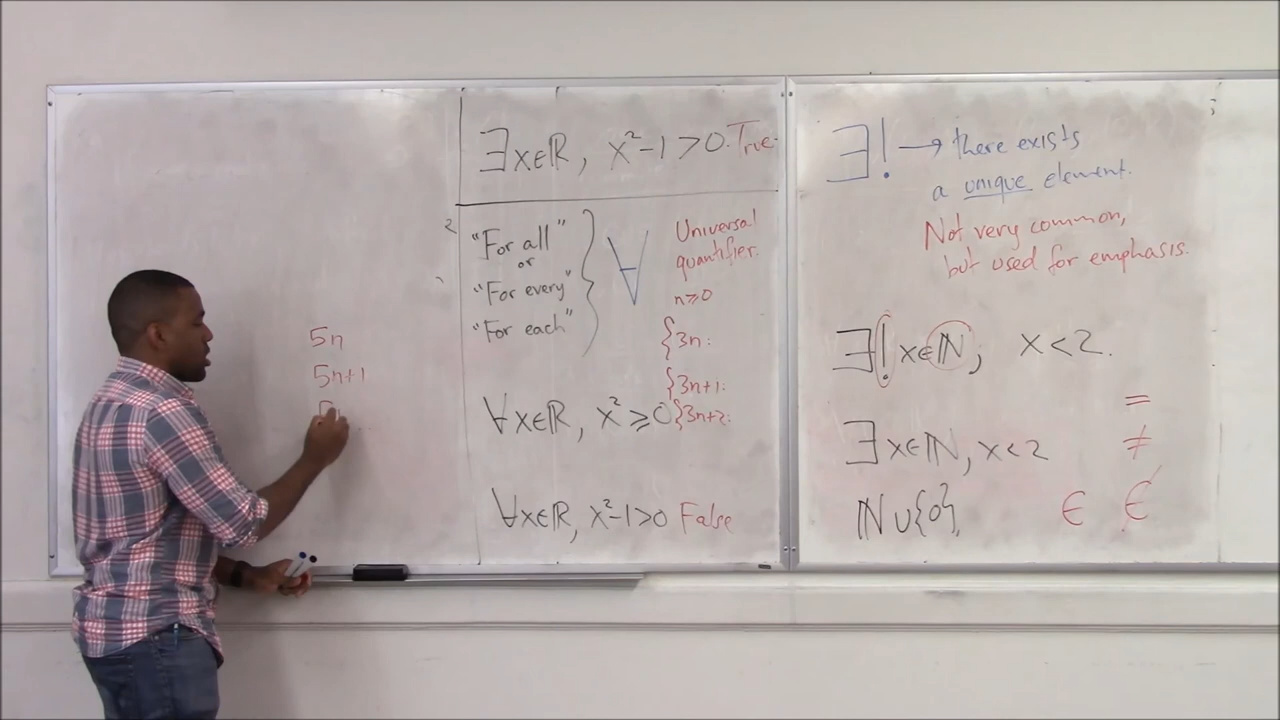 5n
5n+1
5
∃x∈ℝ, x²-1>0. True.
"For all"
or
"For every"
"For each"
∀
Universal
quantifier.
n≥0
{3n:
{3n+1:
{3n+2:
∀x∈ℝ, x²≥0
∀x∈ℝ, x²-1>0 False
∃! → there exists
a unique element.
Not very common,
but used for emphasis.
∃!x∈ℕ, x<2.
∃x∈ℕ, x<2
ℕ∪{0},
=
≠
∈ ∉